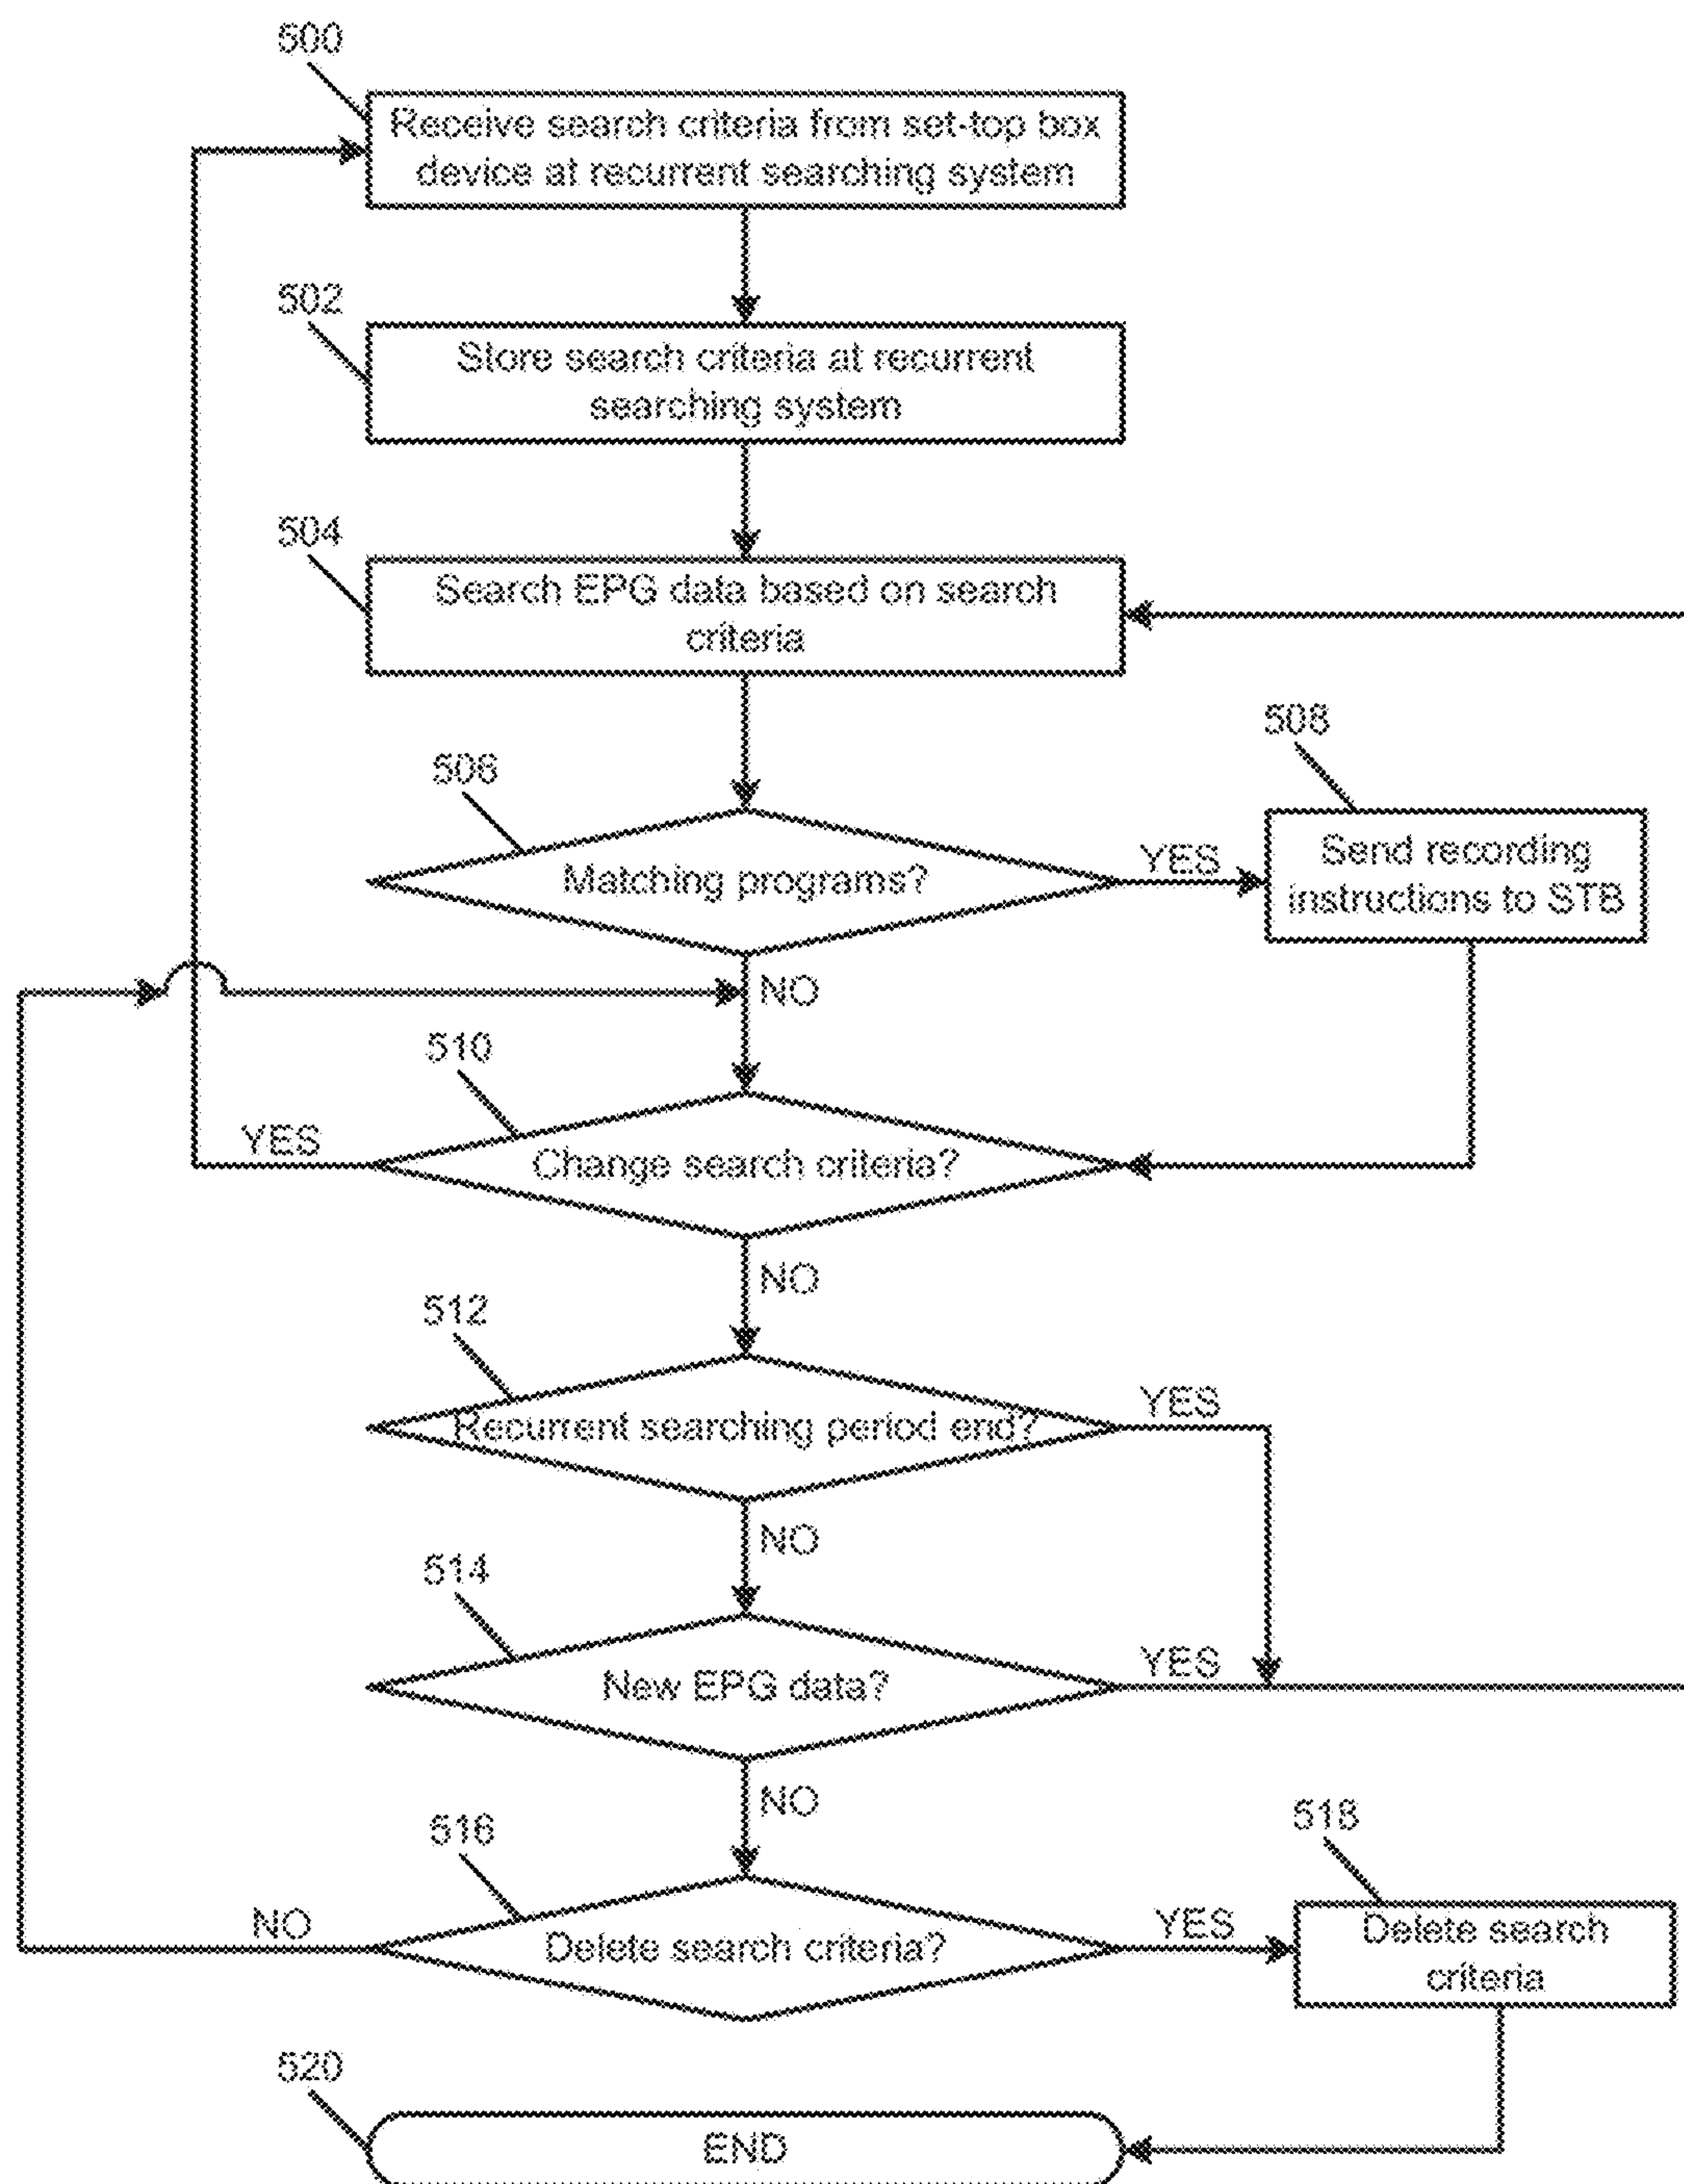 500
Receive search criteria from set-top box
device at recurrent searching system
502
Store search criteria at recurrent
searching system
504
Search EPG data based on search
criteria
506
Matching programs?
YES
508
Send recording
instructions to STB
NO
510
YES
Change search criteria?
NO
512
Recurrent searching period end?
YES
NO
514
New EPG data?
YES
NO
516
NO
Delete search criteria?
YES
518
Delete search
criteria
520
END